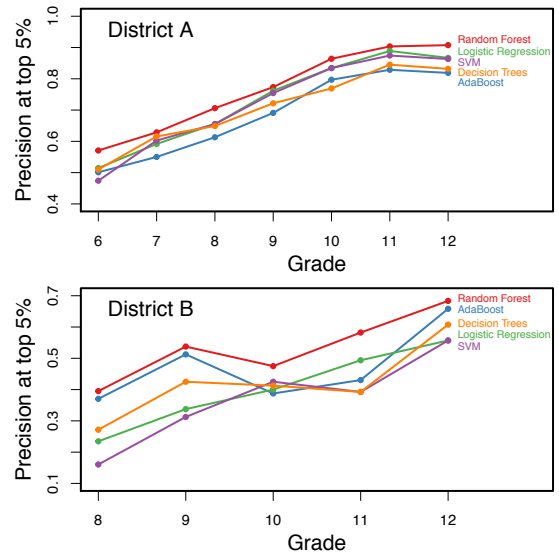 District A
Precision at top 5%
1.0
0.8
0.6
0.4
Random Forest
Logistic Regression
SVM
Decision Trees
AdaBoost
6 7 8 9 10 11 12
Grade
District B
Precision at top 5%
0.7
0.5
0.3
0.1
Random Forest
AdaBoost
Decision Trees
Logistic Regression
SVM
8 9 10 11 12
Grade